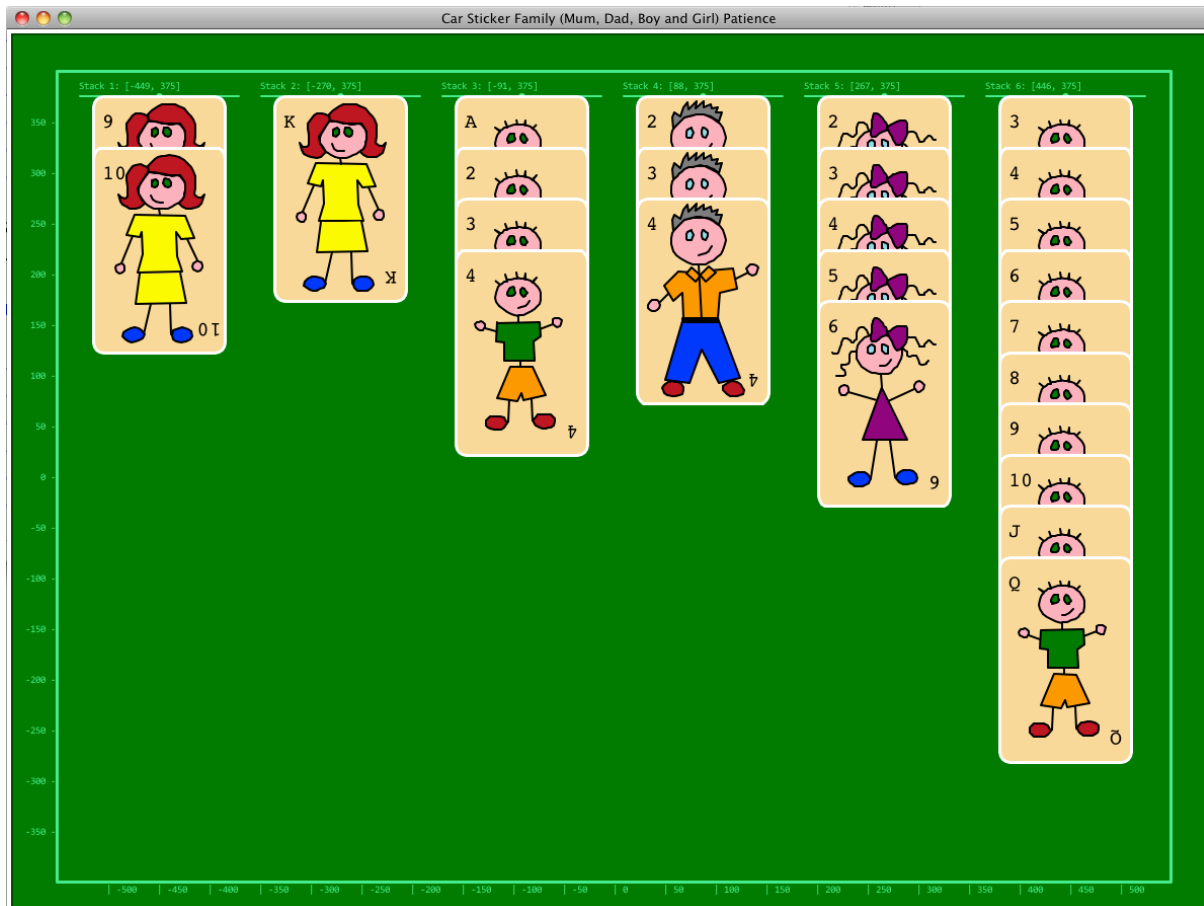 Car Sticker Family (Mum, Dad, Boy and Girl) Patience
Stack 1: [-449, 375]
Stack 2: [-270, 375]
Stack 3: [-91, 375]
Stack 4: [88, 375]
Stack 5: [267, 375]
Stack 6: [446, 375]
9
10
10
K
K
A
2
3
4
4
2
3
4
4
2
3
4
5
6
6
3
4
5
6
7
8
9
10
J
Q
Q
350 -
300 -
250 -
200 -
150 -
100 -
50 -
0 -
-50 -
-100 -
-150 -
-200 -
-250 -
-300 -
-350 -
| -500 | -450 | -400 | -350 | -300 | -250 | -200 | -150 | -100 | -50 | 0 | 50 | 100 | 150 | 200 | 250 | 300 | 350 | 400 | 450 | 500